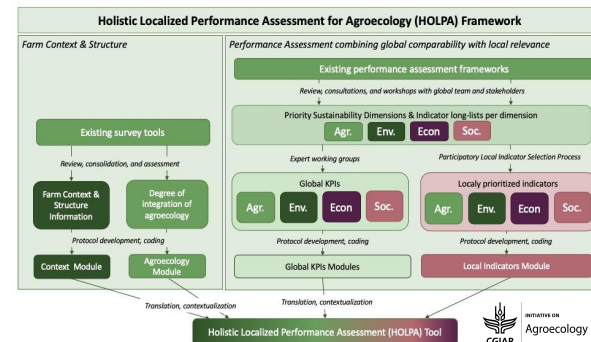 Holistic Localized Performance Assessment for Agroecology (HOLPA) Framework
Farm Context & Structure
Performance Assessment combining global comparability with local relevance
Existing performance assessment frameworks
Review, consultations, and workshops with global team and stakeholders
Priority Sustainability Dimensions & Indicator long-lists per dimension
Agr. Env. Econ Soc.
Existing survey tools
Review, consolidation, and assessment
Expert working groups
Participatory Local Indicator Selection Process
Farm Context &
Structure
Information
Degree of
integration of
agroecology
Global KPIs
Agr. Env. Econ Soc.
Localy prioritized indicators
Agr. Env. Econ Soc.
Protocol development, coding
Protocol development, coding
Protocol development, coding
Context Module
Agroecology
Module
Global KPIs Modules
Local Indicators Module
Translation, contextualization
Translation, contextualization
Holistic Localized Performance Assessment (HOLPA) Tool
CGIAR
INITIATIVE ON
Agroecology